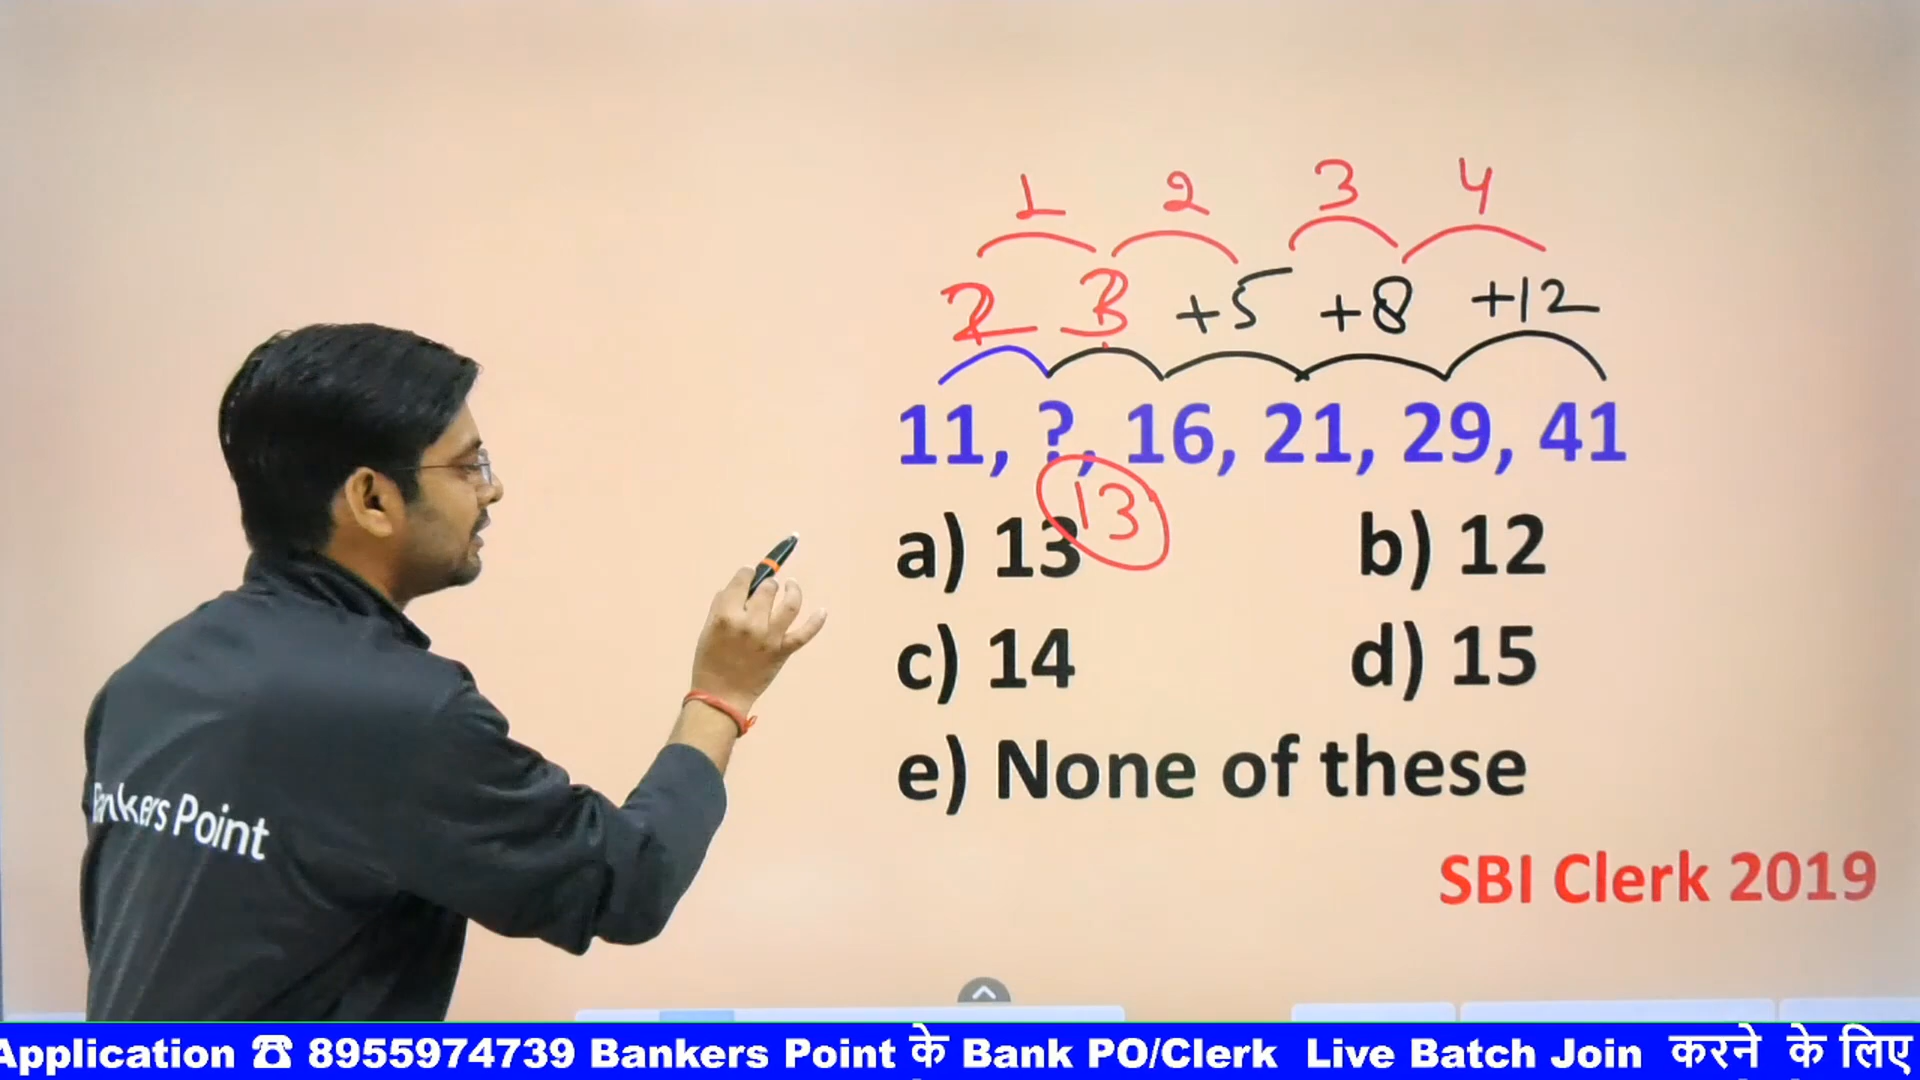 1 2 3 4
2 3 +5 +8 +12
11, ?, 16, 21, 29, 41
13
a) 13 b) 12
c) 14 d) 15
e) None of these
Bankers Point
SBI Clerk 2019
Application ☎ 8955974739 Bankers Point के Bank PO/Clerk Live Batch Join करने के लिए